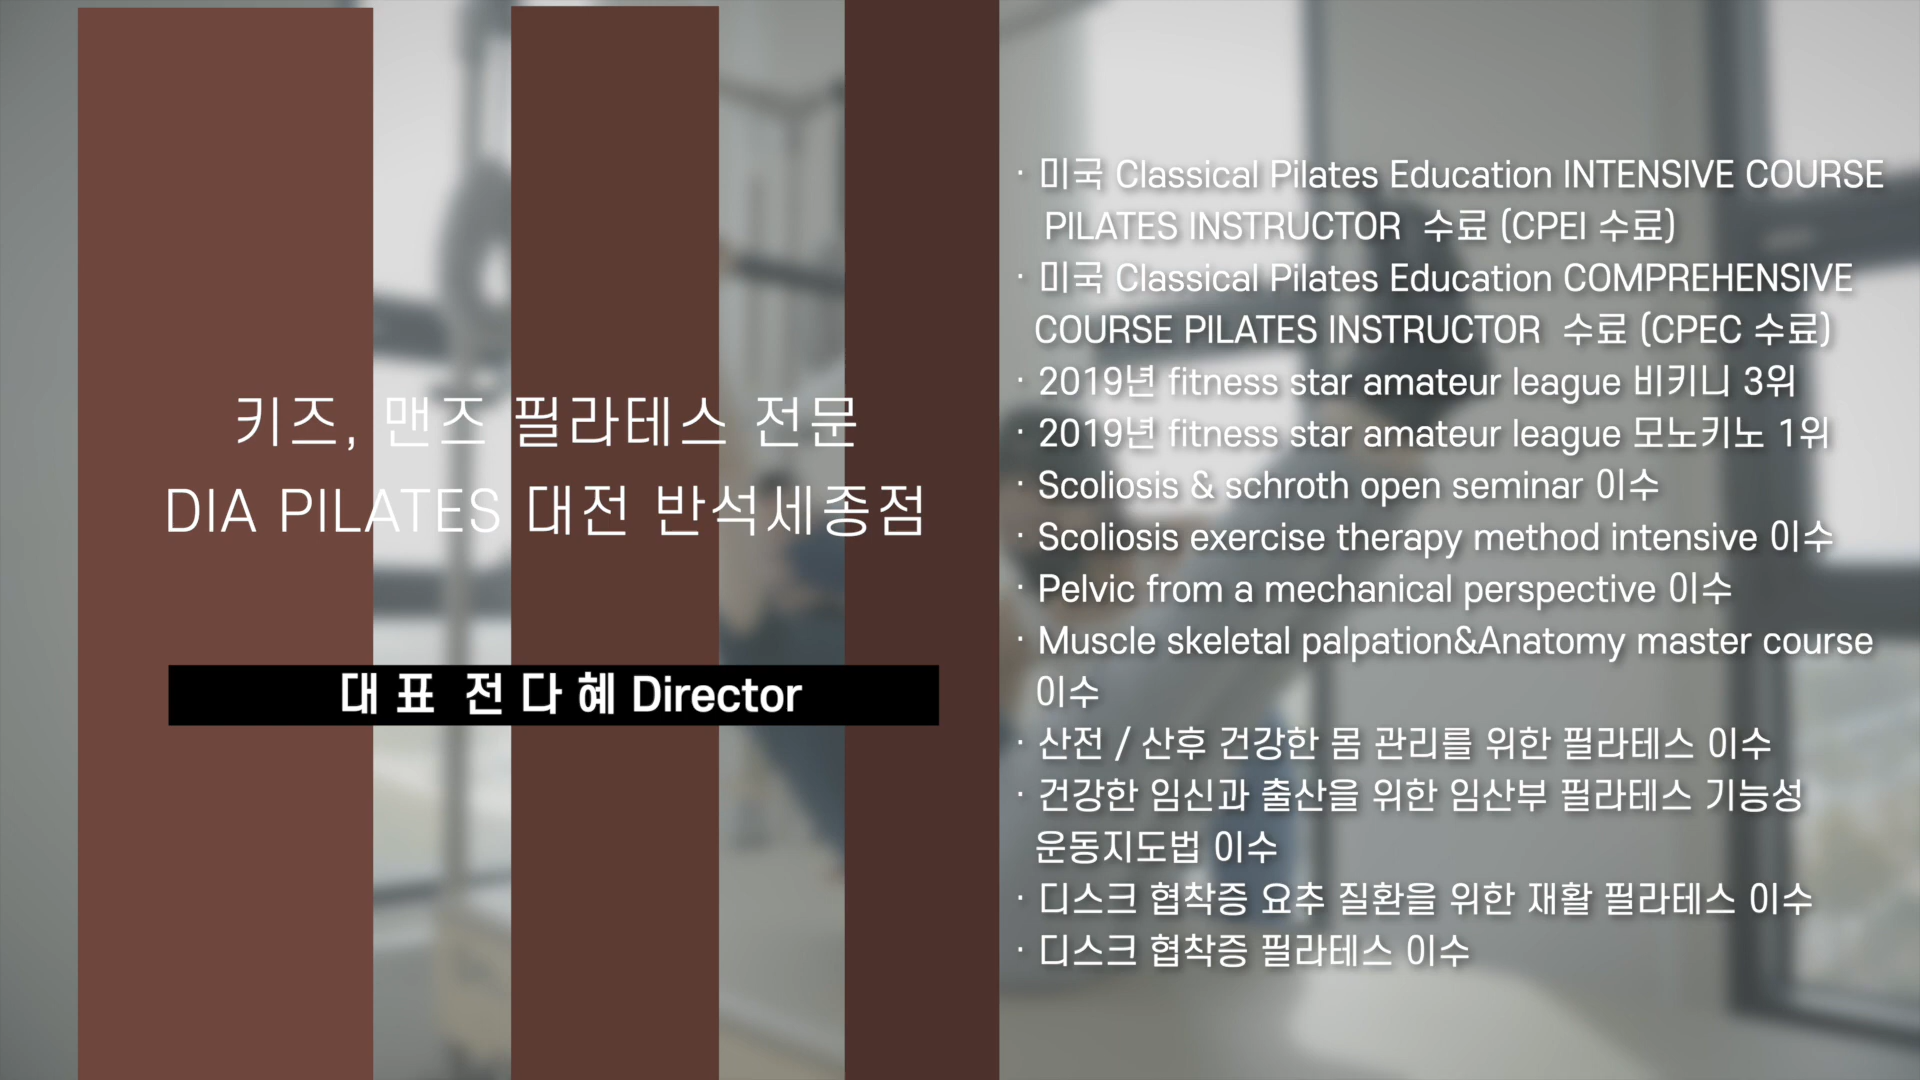 키즈, 맨즈 필라테스 전문
DIA PILATES 대전 반석세종점
대 표 전 다 혜 Director
· 미국 Classical Pilates Education INTENSIVE COURSE
PILATES INSTRUCTOR 수료 (CPEI 수료)
· 미국 Classical Pilates Education COMPREHENSIVE
COURSE PILATES INSTRUCTOR 수료 (CPEC 수료)
· 2019년 fitness star amateur league 비키니 3위
· 2019년 fitness star amateur league 모노키노 1위
· Scoliosis & schroth open seminar 이수
· Scoliosis exercise therapy method intensive 이수
· Pelvic from a mechanical perspective 이수
· Muscle skeletal palpation&Anatomy master course
이수
· 산전 / 산후 건강한 몸 관리를 위한 필라테스 이수
· 건강한 임신과 출산을 위한 임산부 필라테스 기능성
운동지도법 이수
· 디스크 협착증 요추 질환을 위한 재활 필라테스 이수
· 디스크 협착증 필라테스 이수